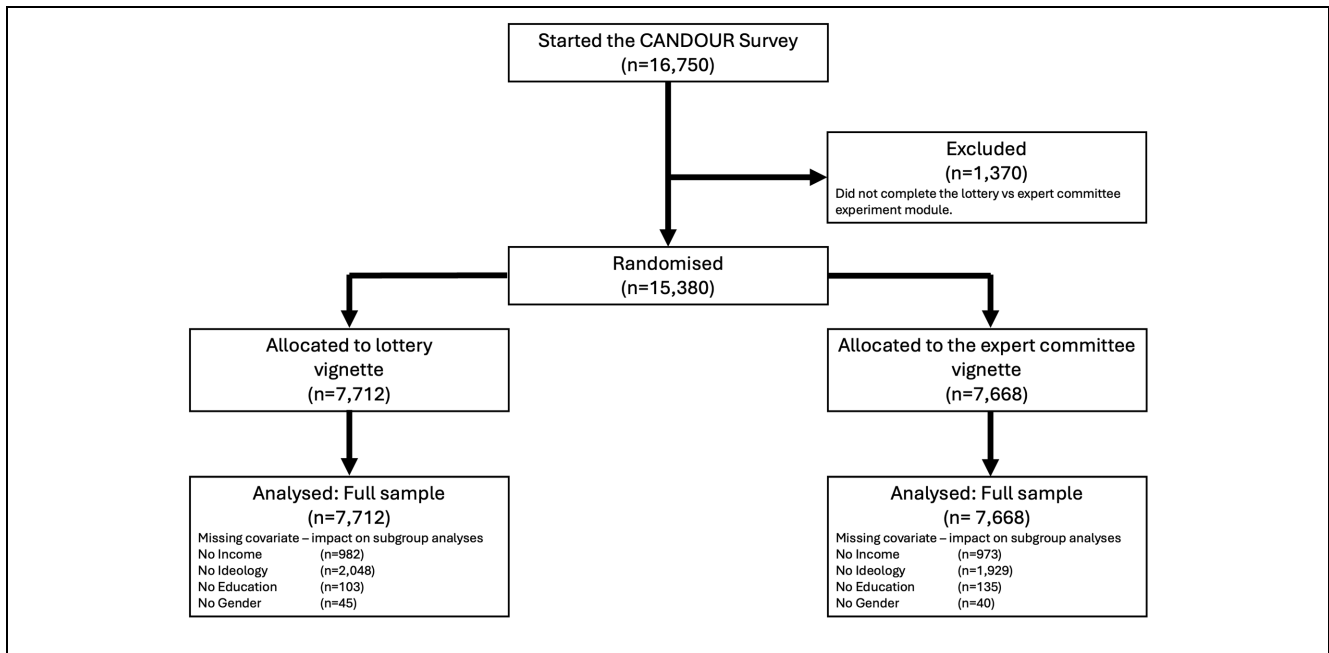 Started the CANDOUR Survey
(n=16,750)
Excluded
(n=1,370)
Did not complete the lottery vs expert committee
experiment module.
Randomised
(n=15,380)
Allocated to lottery
vignette
(n=7,712)
Allocated to the expert committee
vignette
(n=7,668)
Analysed: Full sample
(n=7,712)
Missing covariate – impact on subgroup analyses
No Income (n=982)
No Ideology (n=2,048)
No Education (n=103)
No Gender (n=45)
Analysed: Full sample
(n= 7,668)
Missing covariate – impact on subgroup analyses
No Income (n=973)
No Ideology (n=1,929)
No Education (n=135)
No Gender (n=40)